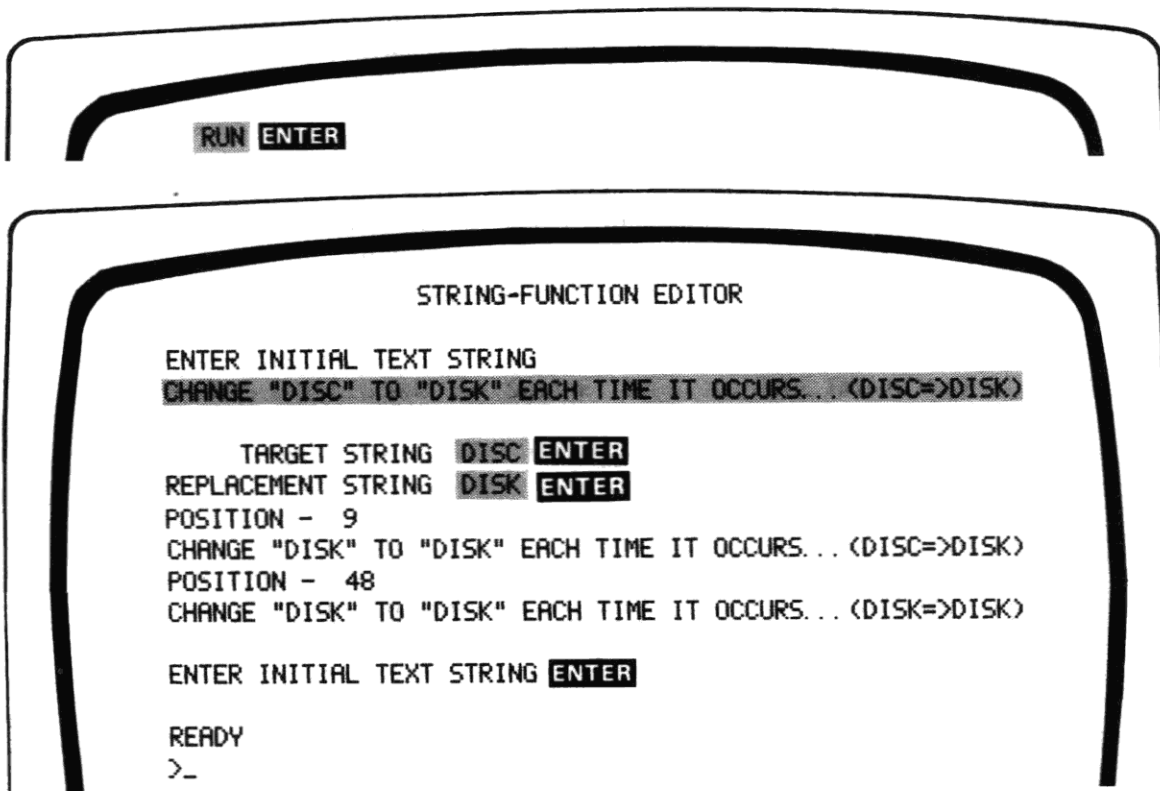 RUN ENTER
STRING-FUNCTION EDITOR
ENTER INITIAL TEXT STRING
CHANGE "DISC" TO "DISK" EACH TIME IT OCCURS...(DISC=>DISK)
TARGET STRING DISC ENTER
REPLACEMENT STRING DISK ENTER
POSITION - 9
CHANGE "DISK" TO "DISK" EACH TIME IT OCCURS...(DISC=>DISK)
POSITION - 48
CHANGE "DISK" TO "DISK" EACH TIME IT OCCURS...(DISK=>DISK)
ENTER INITIAL TEXT STRING ENTER
READY
>_